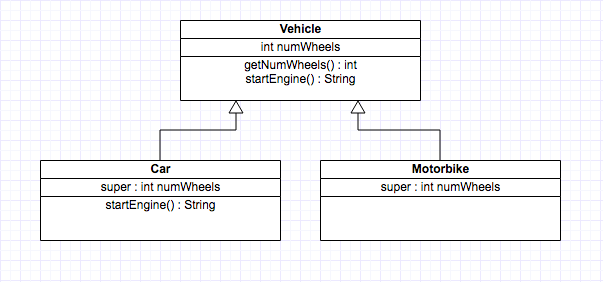 Vehicle
int numWheels
getNumWheels() : int
startEngine() : String
Car
super : int numWheels
startEngine() : String
Motorbike
super : int numWheels